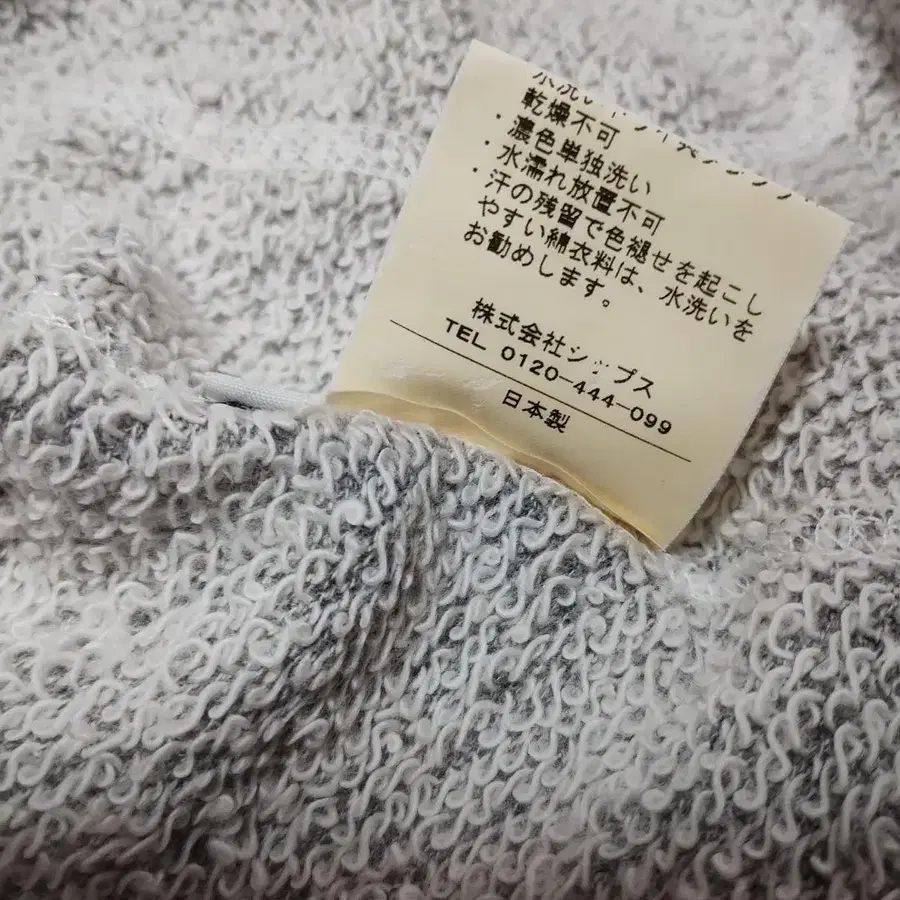 乾燥不可
・濃色単独洗い
・水濡れ放置不可
・汗の残留で色褪せを起こし
やすい綿衣料は、水洗いを
お勧めします。
株式会社シップス
TEL 0120-444-099
日本製